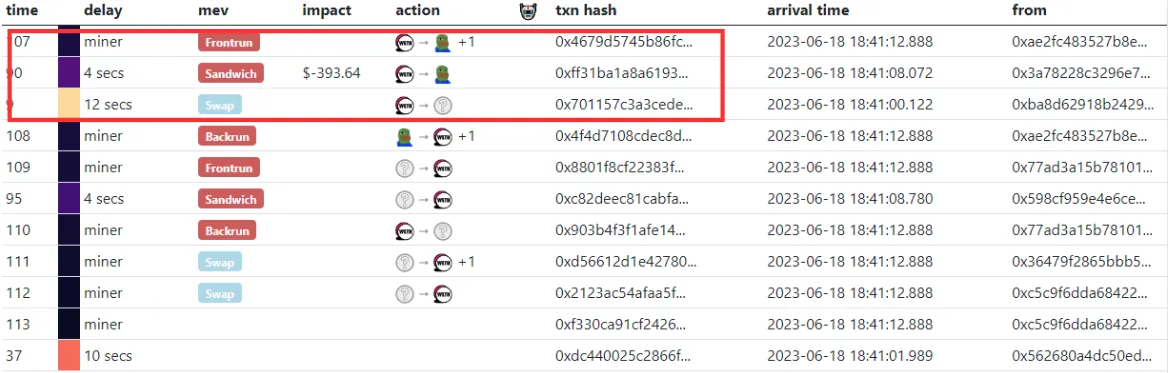 time delay mev impact action txn hash arrival time from
107 miner Frontrun WETH → +1 0x4679d5745b86fc... 2023-06-18 18:41:12.888 0xae2fc483527b8e...
90 4 secs Sandwich $-393.64 WETH → 0xff31ba1a8a6193... 2023-06-18 18:41:08.072 0x3a78228c3296e7...
9 12 secs Swap WETH → ? 0x701157c3a3cede... 2023-06-18 18:41:00.122 0xba8d62918b2429...
108 miner Backrun → WETH +1 0x4f4d7108cdec8d... 2023-06-18 18:41:12.888 0xae2fc483527b8e...
109 miner Frontrun ? → WETH 0x8801f8cf22383f... 2023-06-18 18:41:12.888 0x77ad3a15b78101...
95 4 secs Sandwich ? → WETH 0xc82deec81cabfa... 2023-06-18 18:41:08.780 0x598cf959e4e6ce...
110 miner Backrun WETH → ? 0x903b4f3f1afe14... 2023-06-18 18:41:12.888 0x77ad3a15b78101...
111 miner Swap ? → WETH +1 0xd56612d1e42780... 2023-06-18 18:41:12.888 0x36479f2865bbb5...
112 miner Swap ? → WETH 0x2123ac54afaa5f... 2023-06-18 18:41:12.888 0xc5c9f6dda68422...
113 miner 0xf330ca91cf2426... 2023-06-18 18:41:12.888 0xc5c9f6dda68422...
37 10 secs 0xdc440025c2866f... 2023-06-18 18:41:01.989 0x562680a4dc50ed...